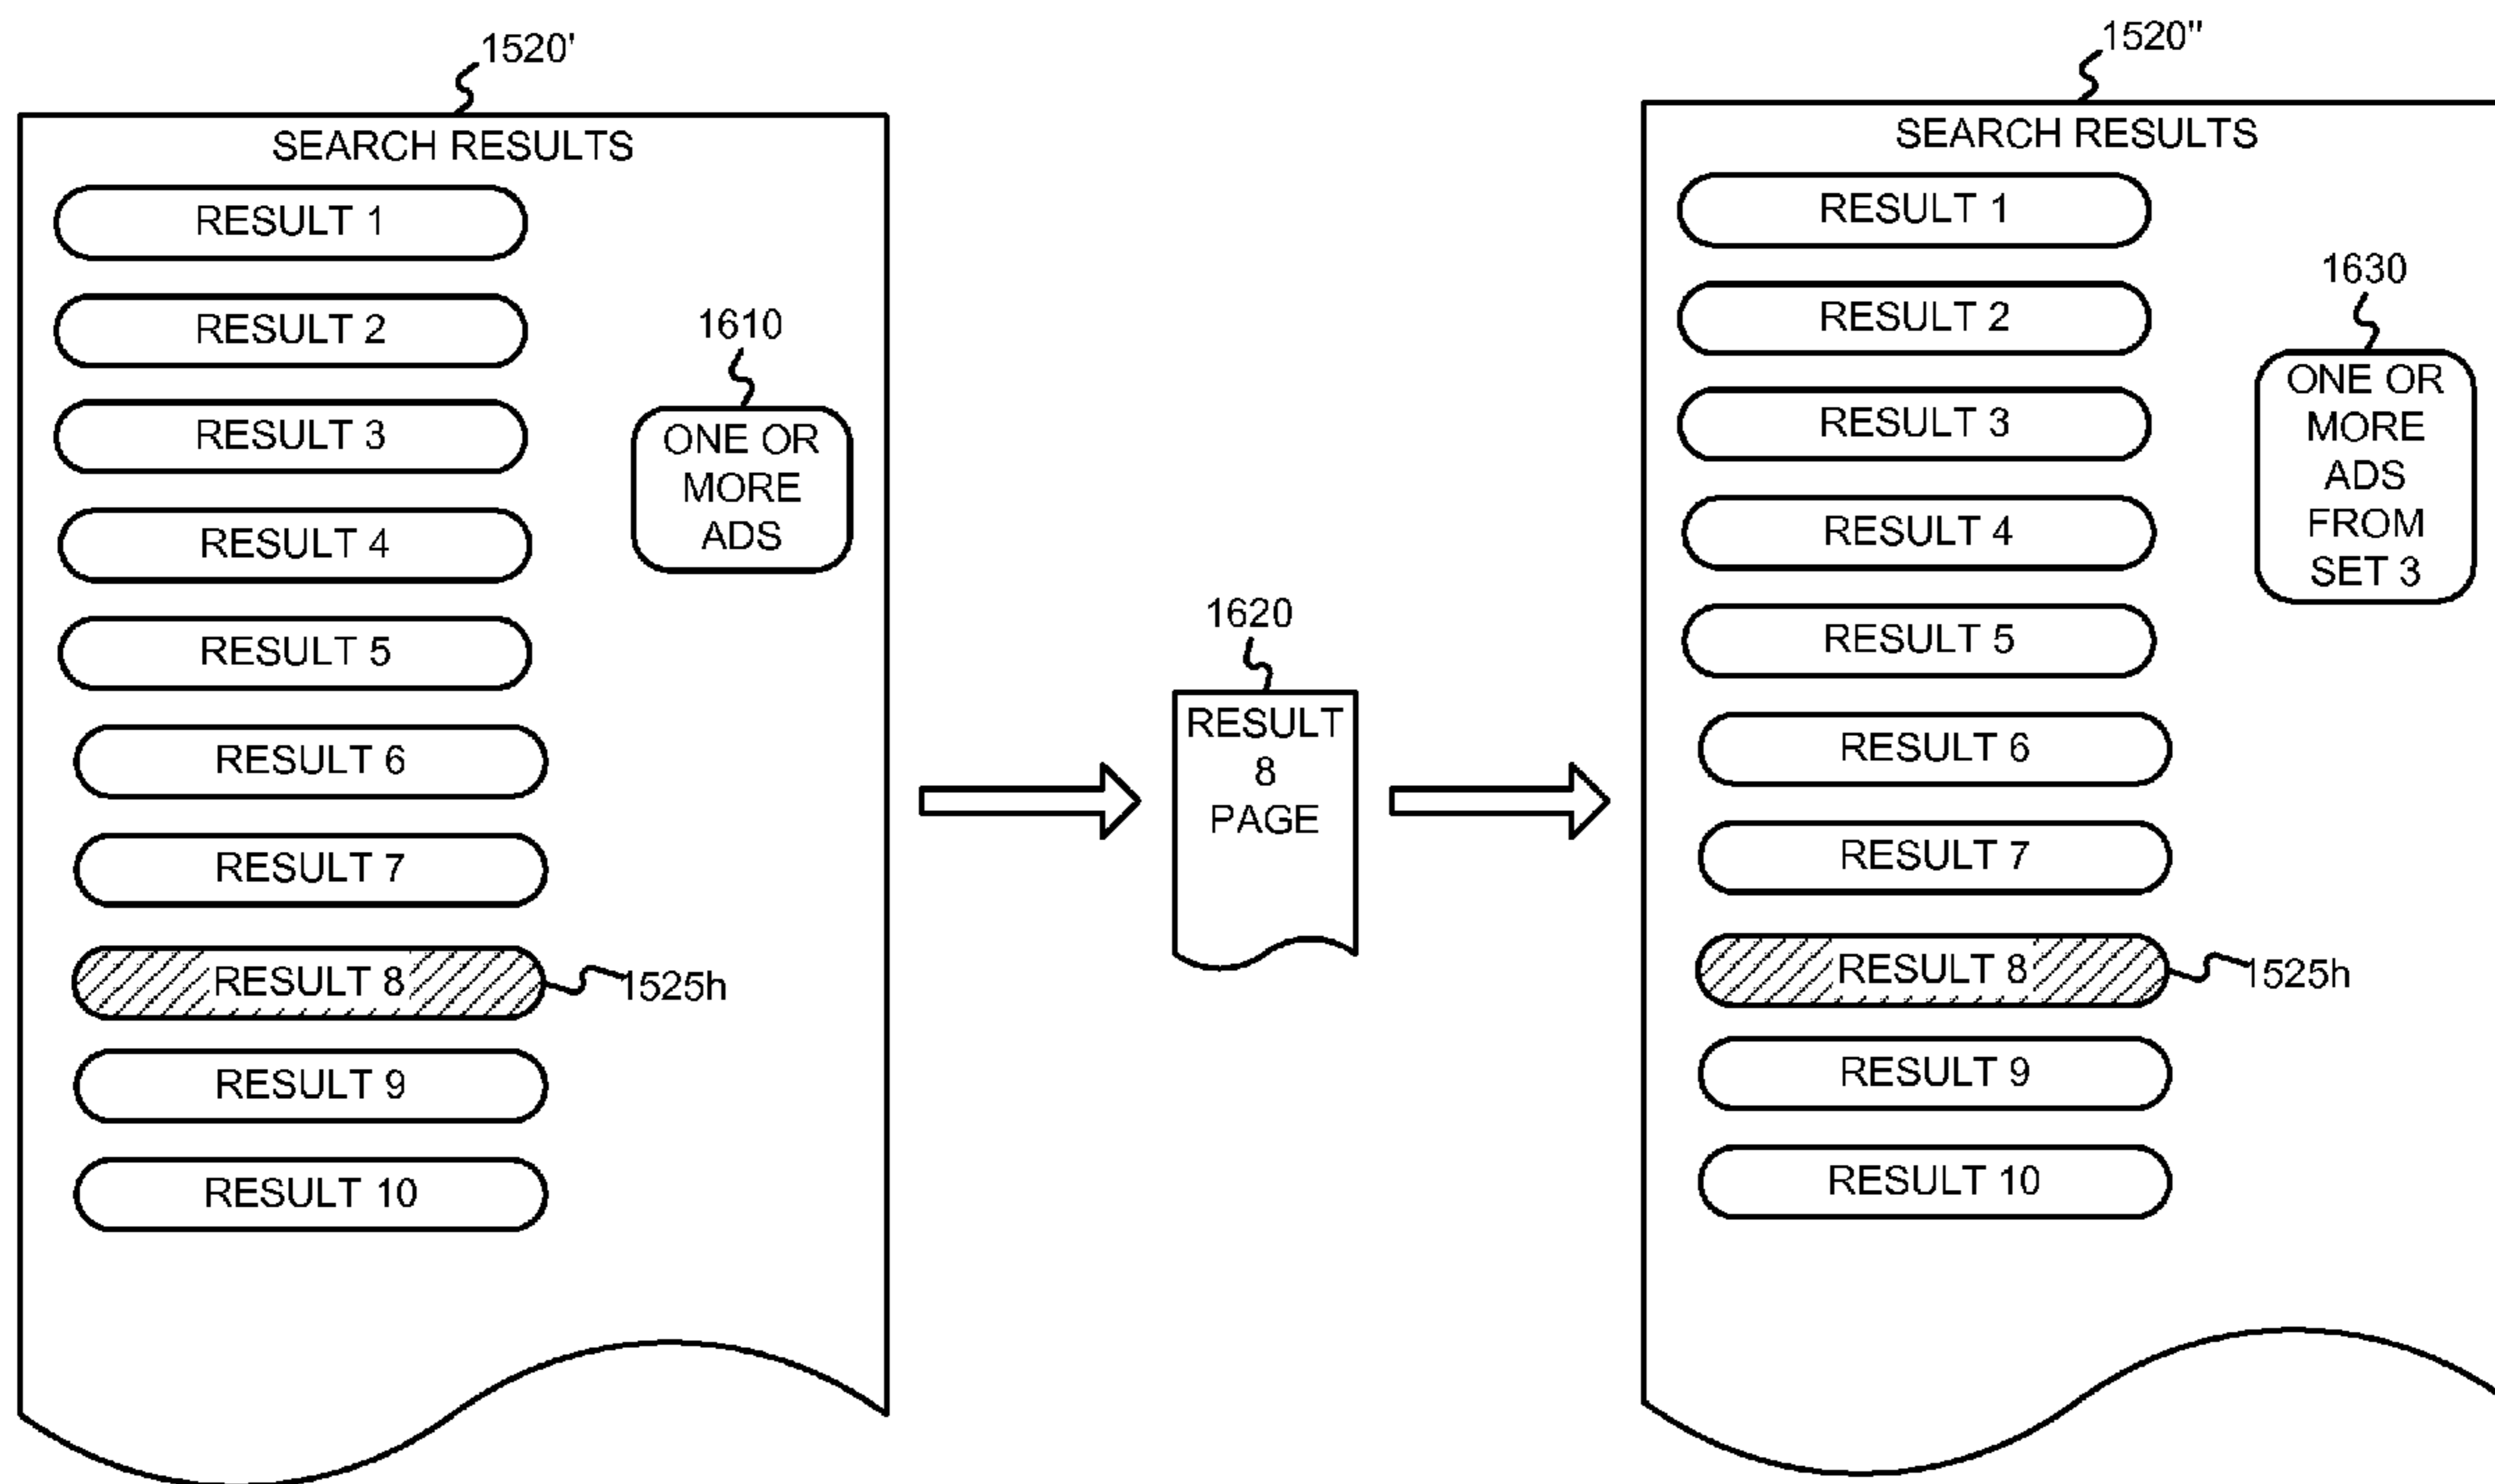 1520'
SEARCH RESULTS
RESULT 1
RESULT 2
RESULT 3
RESULT 4
RESULT 5
RESULT 6
RESULT 7
RESULT 8
1525h
RESULT 9
RESULT 10
1610
ONE OR
MORE
ADS
1620
RESULT
8
PAGE
1520"
SEARCH RESULTS
RESULT 1
RESULT 2
RESULT 3
RESULT 4
RESULT 5
RESULT 6
RESULT 7
RESULT 8
1525h
RESULT 9
RESULT 10
1630
ONE OR
MORE
ADS
FROM
SET 3